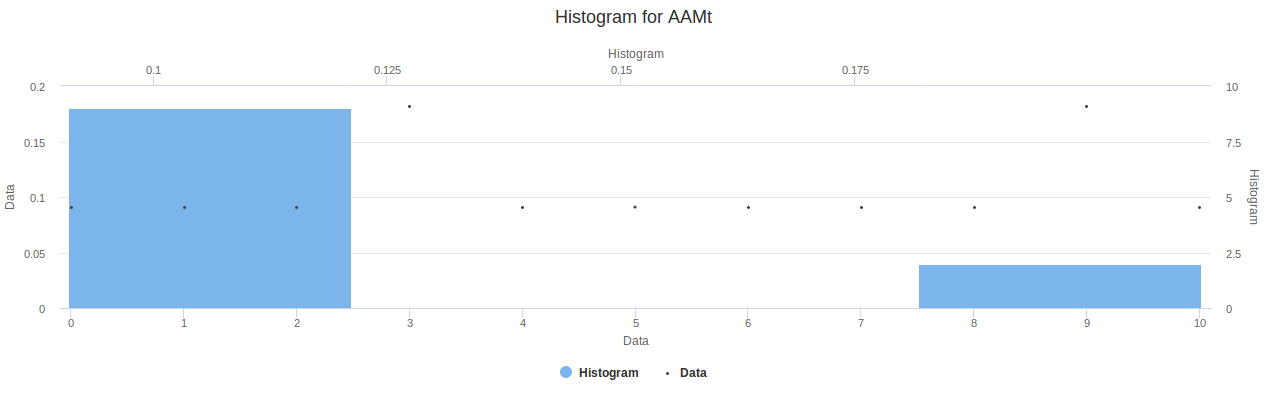 Histogram for AAMt
Histogram
0.1 0.125 0.15 0.175
0.2 10
0.15 7.5
Data Histogram
0.1 5
0.05 2.5
0 0
0 1 2 3 4 5 6 7 8 9 10
Data
Histogram Data